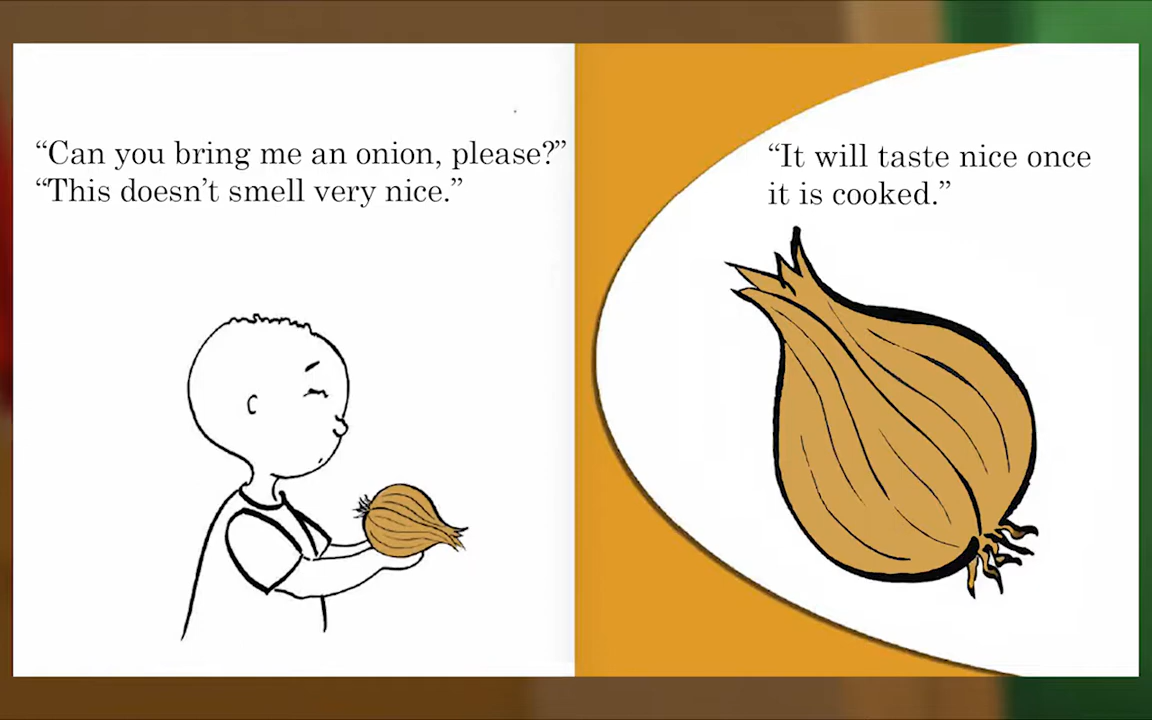 “Can you bring me an onion, please?”
“This doesn’t smell very nice.”
“It will taste nice once
it is cooked.”